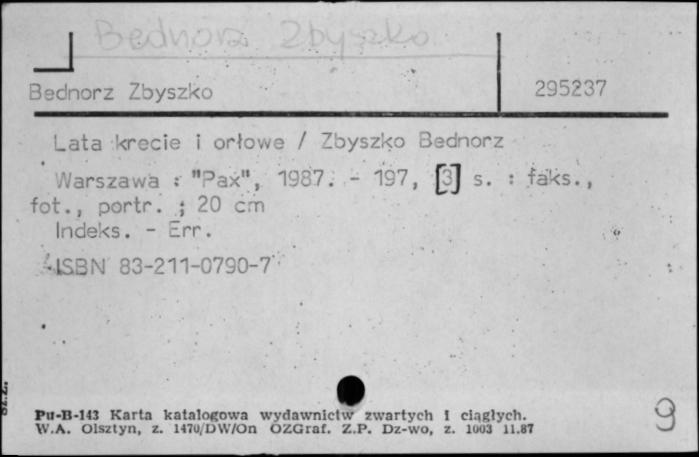 Bednorz Zbyszko
Bednorz Zbyszko 295237
Lata krecie i orłowe / Zbyszko Bednorz
Warszawa : "Pax", 1987. - 197, [3] s. : faks.,
fot., portr. ; 20 cm
Indeks. - Err.
ISBN 83-211-0790-7
Pu-B-143 Karta katalogowa wydawnictw zwartych i ciągłych.
W.A. Olsztyn, z. 1470/DW/On OZGraf. Z.P. Dz-wo, z. 1003 11.87
9